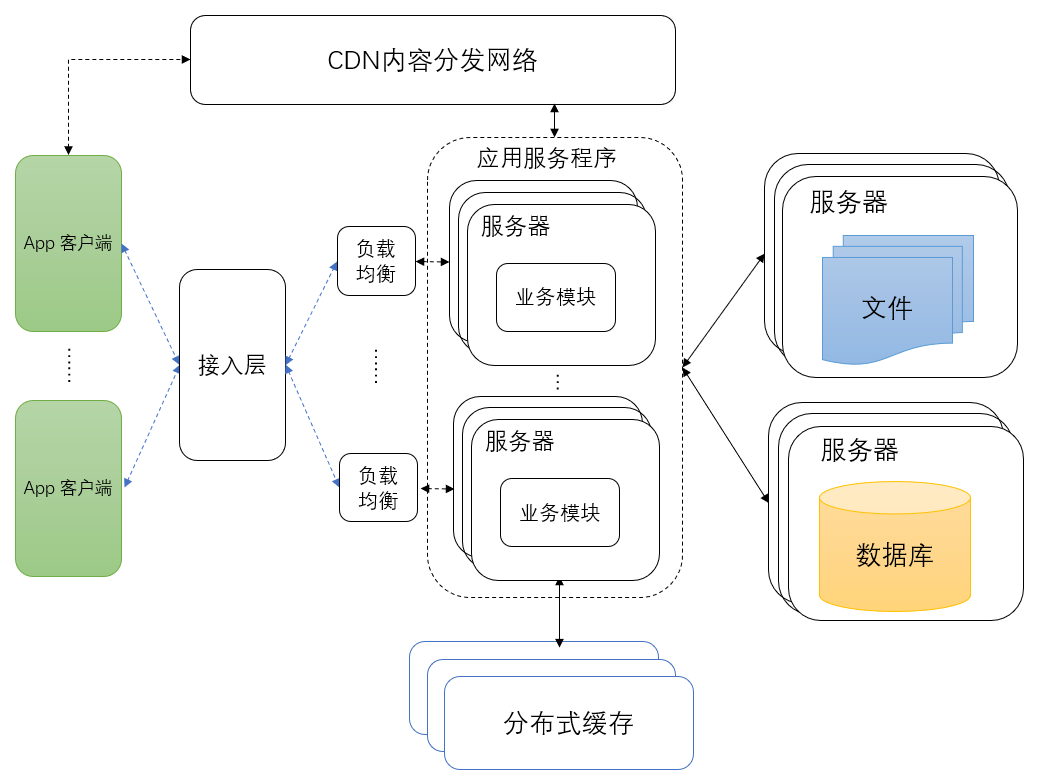 CDN内容分发网络
应用服务程序
App 客户端
接入层
负载
均衡
服务器
业务模块
服务器
文件
App 客户端
负载
均衡
服务器
业务模块
服务器
数据库
分布式缓存